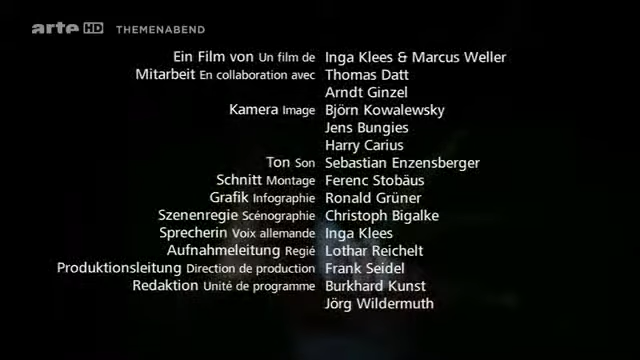 arte HD THEMENABEND
Ein Film von Un film de Inga Klees & Marcus Weller
Mitarbeit En collaboration avec Thomas Datt
Arndt Ginzel
Kamera Image Björn Kowalewsky
Jens Bungies
Harry Carius
Ton Son Sebastian Enzensberger
Schnitt Montage Ferenc Stobäus
Grafik Infographie Ronald Grüner
Szenenregie Scénographie Christoph Bigalke
Sprecherin Voix allemande Inga Klees
Aufnahmeleitung Regié Lothar Reichelt
Produktionsleitung Direction de production Frank Seidel
Redaktion Unité de programme Burkhard Kunst
Jörg Wildermuth